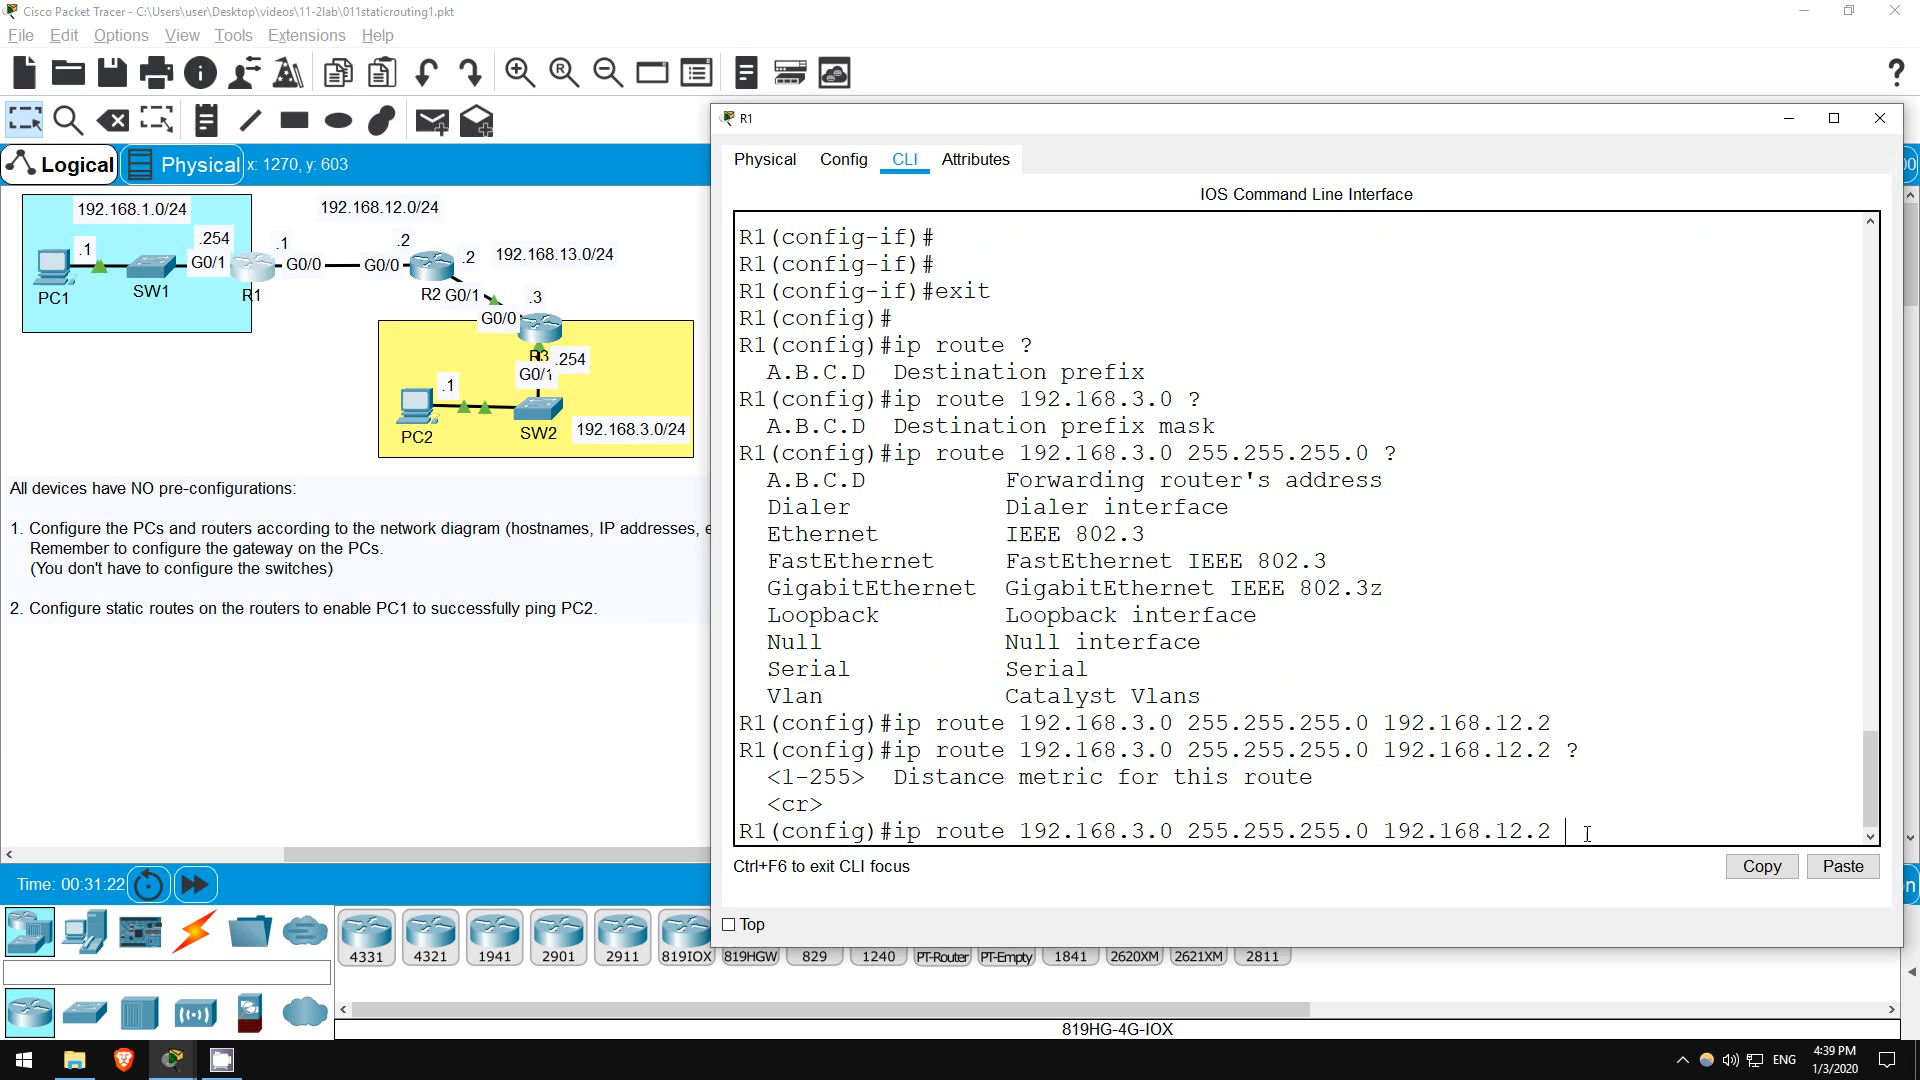 Cisco Packet Tracer - C:\Users\user\Desktop\videos\11-2lab\011staticrouting1.pkt
File Edit Options View Tools Extensions Help
Logical Physical x: 1270, y: 603
192.168.1.0/24
192.168.12.0/24
.254
.1
.2
.1
G0/1
G0/0
G0/0
.2
192.168.13.0/24
PC1
SW1
R1
R2 G0/1
.3
G0/0
R3
.254
G0/1
.1
PC2
SW2
192.168.3.0/24
All devices have NO pre-configurations:
1. Configure the PCs and routers according to the network diagram (hostnames, IP addresses, e
Remember to configure the gateway on the PCs.
(You don't have to configure the switches)
2. Configure static routes on the routers to enable PC1 to successfully ping PC2.
R1
Physical Config CLI Attributes
IOS Command Line Interface
R1(config-if)#
R1(config-if)#
R1(config-if)#exit
R1(config)#
R1(config)#ip route ?
A.B.C.D Destination prefix
R1(config)#ip route 192.168.3.0 ?
A.B.C.D Destination prefix mask
R1(config)#ip route 192.168.3.0 255.255.255.0 ?
A.B.C.D Forwarding router's address
Dialer Dialer interface
Ethernet IEEE 802.3
FastEthernet FastEthernet IEEE 802.3
GigabitEthernet GigabitEthernet IEEE 802.3z
Loopback Loopback interface
Null Null interface
Serial Serial
Vlan Catalyst Vlans
R1(config)#ip route 192.168.3.0 255.255.255.0 192.168.12.2
R1(config)#ip route 192.168.3.0 255.255.255.0 192.168.12.2 ?
<1-255> Distance metric for this route
<cr>
R1(config)#ip route 192.168.3.0 255.255.255.0 192.168.12.2
Ctrl+F6 to exit CLI focus
Copy Paste
Top
Time: 00:31:22
4331 4321 1941 2901 2911 819IOX 819HGW 829 1240 PT-Router PT-Empty 1841 2620XM 2621XM 2811
819HG-4G-IOX
ENG
4:39 PM
1/3/2020